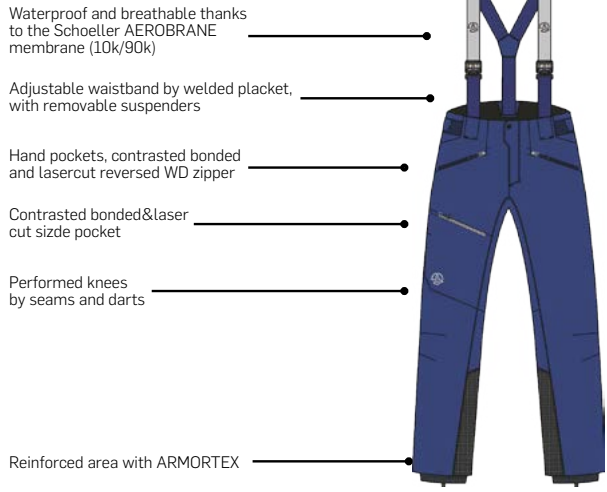 Waterproof and breathable thanks
to the Schoeller AEROBRANE
membrane (10k/90k)
Adjustable waistband by welded placket,
with removable suspenders
Hand pockets, contrasted bonded
and lasercut reversed WD zipper
Contrasted bonded&laser
cut sizde pocket
Performed knees
by seams and darts
Reinforced area with ARMORTEX